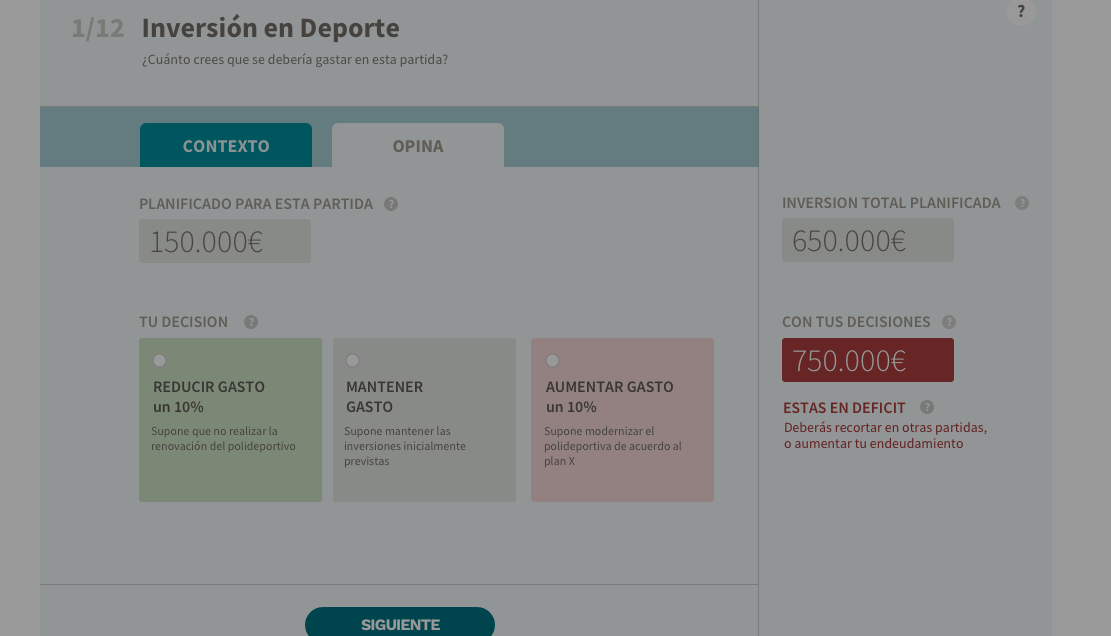 ?
1/12 Inversión en Deporte
¿Cuánto crees que se debería gastar en esta partida?
CONTEXTO
OPINA
PLANIFICADO PARA ESTA PARTIDA ?
150.000€
TU DECISION ?
REDUCIR GASTO
un 10%
Supone que no realizar la
renovación del polideportivo
MANTENER
GASTO
Supone mantener las
inversiones inicialmente
previstas
AUMENTAR GASTO
un 10%
Supone modernizar el
polideportiva de acuerdo al
plan X
SIGUIENTE
INVERSION TOTAL PLANIFICADA ?
650.000€
CON TUS DECISIONES ?
750.000€
ESTAS EN DEFICIT ?
Deberás recortar en otras partidas,
o aumentar tu endeudamiento